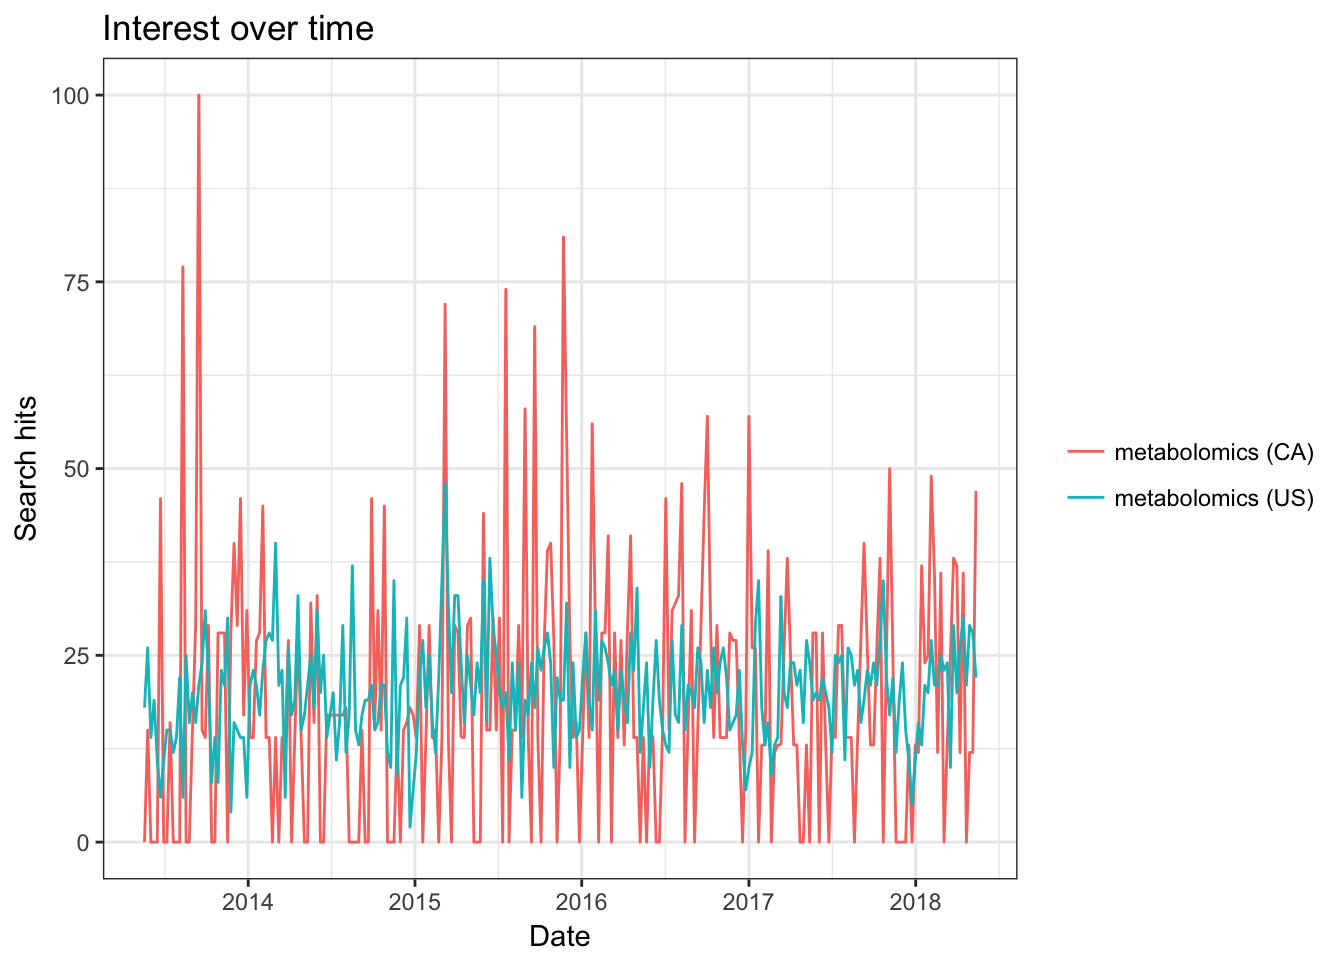 Interest over time
100
75
50
25
0
Search hits
2014 2015 2016 2017 2018
Date
metabolomics (CA)
metabolomics (US)